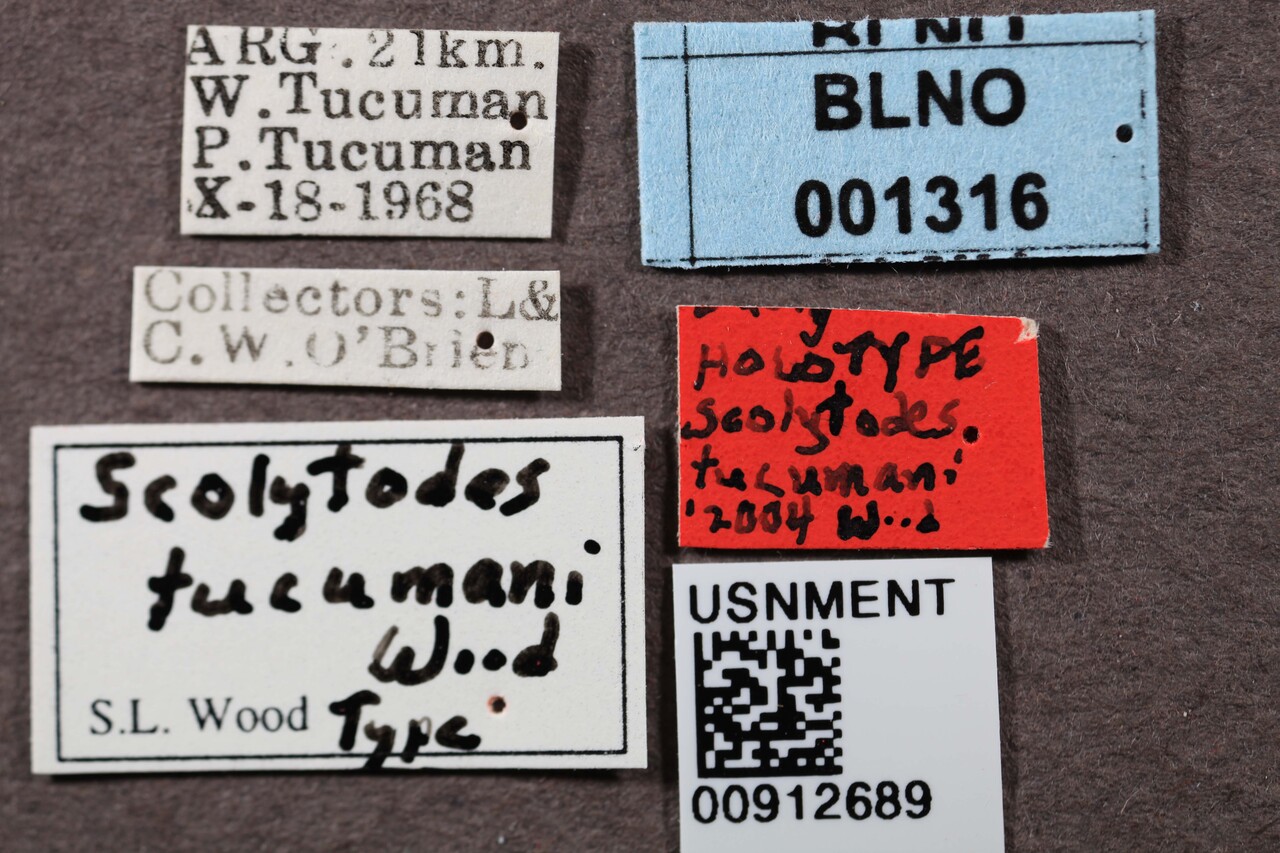 ARG.21km.
W.Tucuman
P.Tucuman
X-18-1968
Collectors:L&
C.W.O'Brien
Scolytodes
tucumani
Wood
S.L. Wood Type
BLNO
001316
HOLOTYPE
Scolytodes
tucumani
2004 Wood
USNMENT
00912689